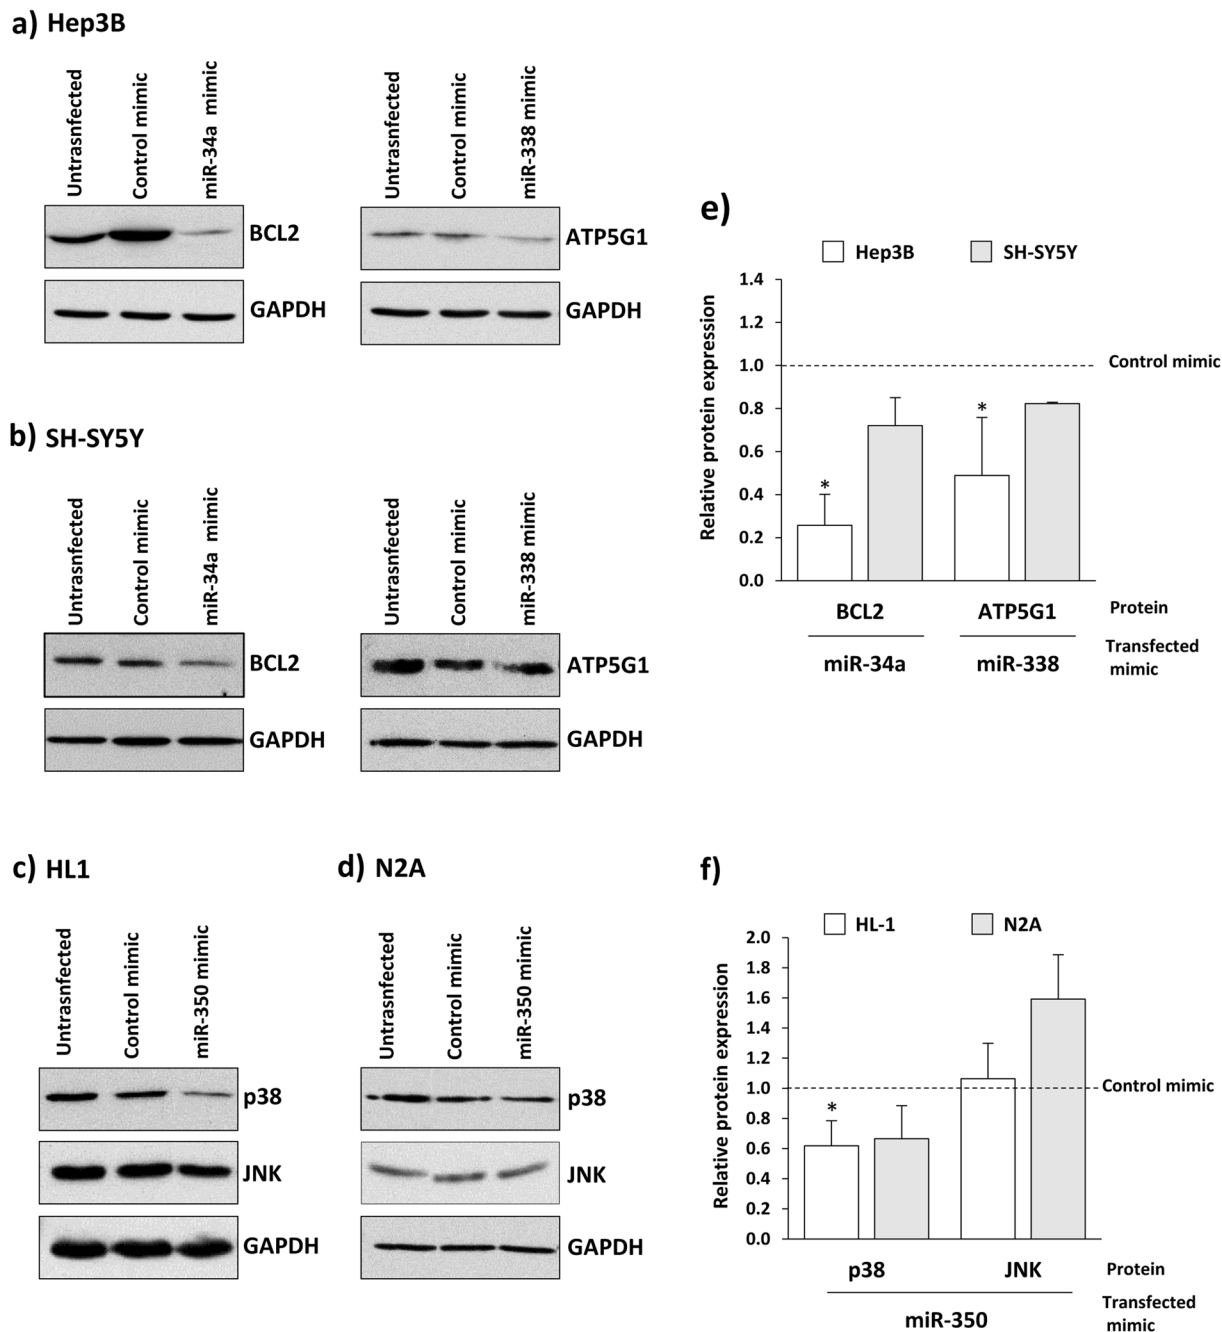 a) Hep3B
Untrasnfected
Control mimic
miR-34a mimic
BCL2
GAPDH
Untrasnfected
Control mimic
miR-338 mimic
ATP5G1
GAPDH
b) SH-SY5Y
Untrasnfected
Control mimic
miR-34a mimic
BCL2
GAPDH
Untrasnfected
Control mimic
miR-338 mimic
ATP5G1
GAPDH
c) HL1
Untrasnfected
Control mimic
miR-350 mimic
p38
JNK
GAPDH
d) N2A
Untrasnfected
Control mimic
miR-350 mimic
p38
JNK
GAPDH
e)
Hep3B SH-SY5Y
Relative protein expression
1.4
1.2
1.0
0.8
0.6
0.4
0.2
0.0
Control mimic
* *
BCL2 ATP5G1 Protein
miR-34a miR-338 Transfected
mimic
f)
HL-1 N2A
Relative protein expression
2.0
1.8
1.6
1.4
1.2
1.0
0.8
0.6
0.4
0.2
0.0
Control mimic
*
p38 JNK Protein
miR-350 Transfected
mimic